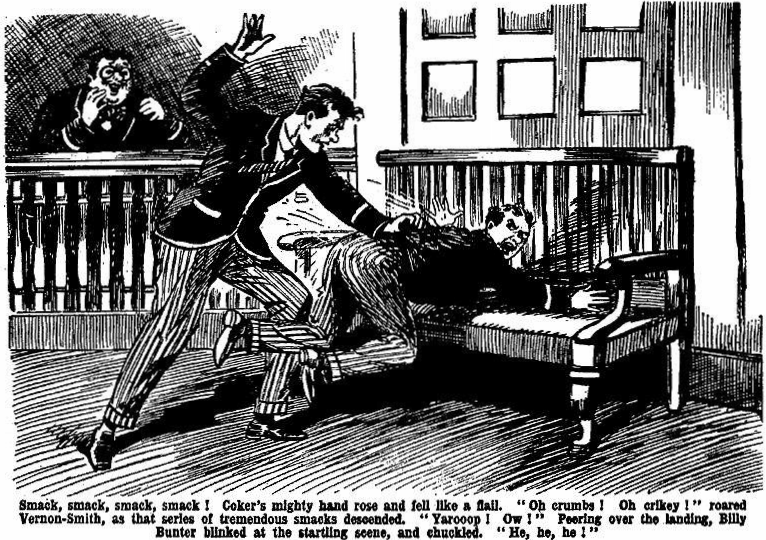 Smack, smack, smack, smack! Coker's mighty hand rose and fell like a flail. "Oh crumbs! Oh crikey!" roared
Vernon-Smith, as that series of tremendous smacks descended. "Yarooop! Ow!" Peering over the landing, Billy
Bunter blinked at the startling scene, and chuckled. "He, he, he!"